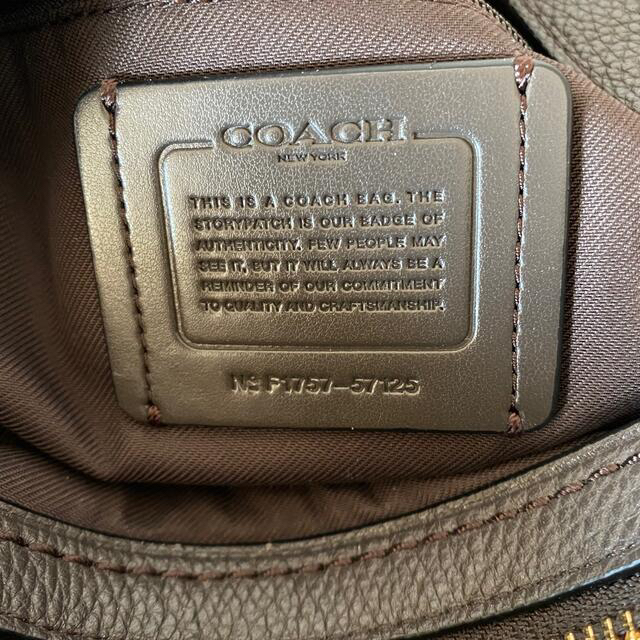 COACH
NEW YORK
THIS IS A COACH BAG. THE
STORYPATCH IS OUR BADGE OF
AUTHENTICITY. FEW PEOPLE MAY
SEE IT, BUT IT WILL ALWAYS BE A
REMINDER OF OUR COMMITMENT
TO QUALITY AND CRAFTSMANSHIP.
Nº F1757-57125